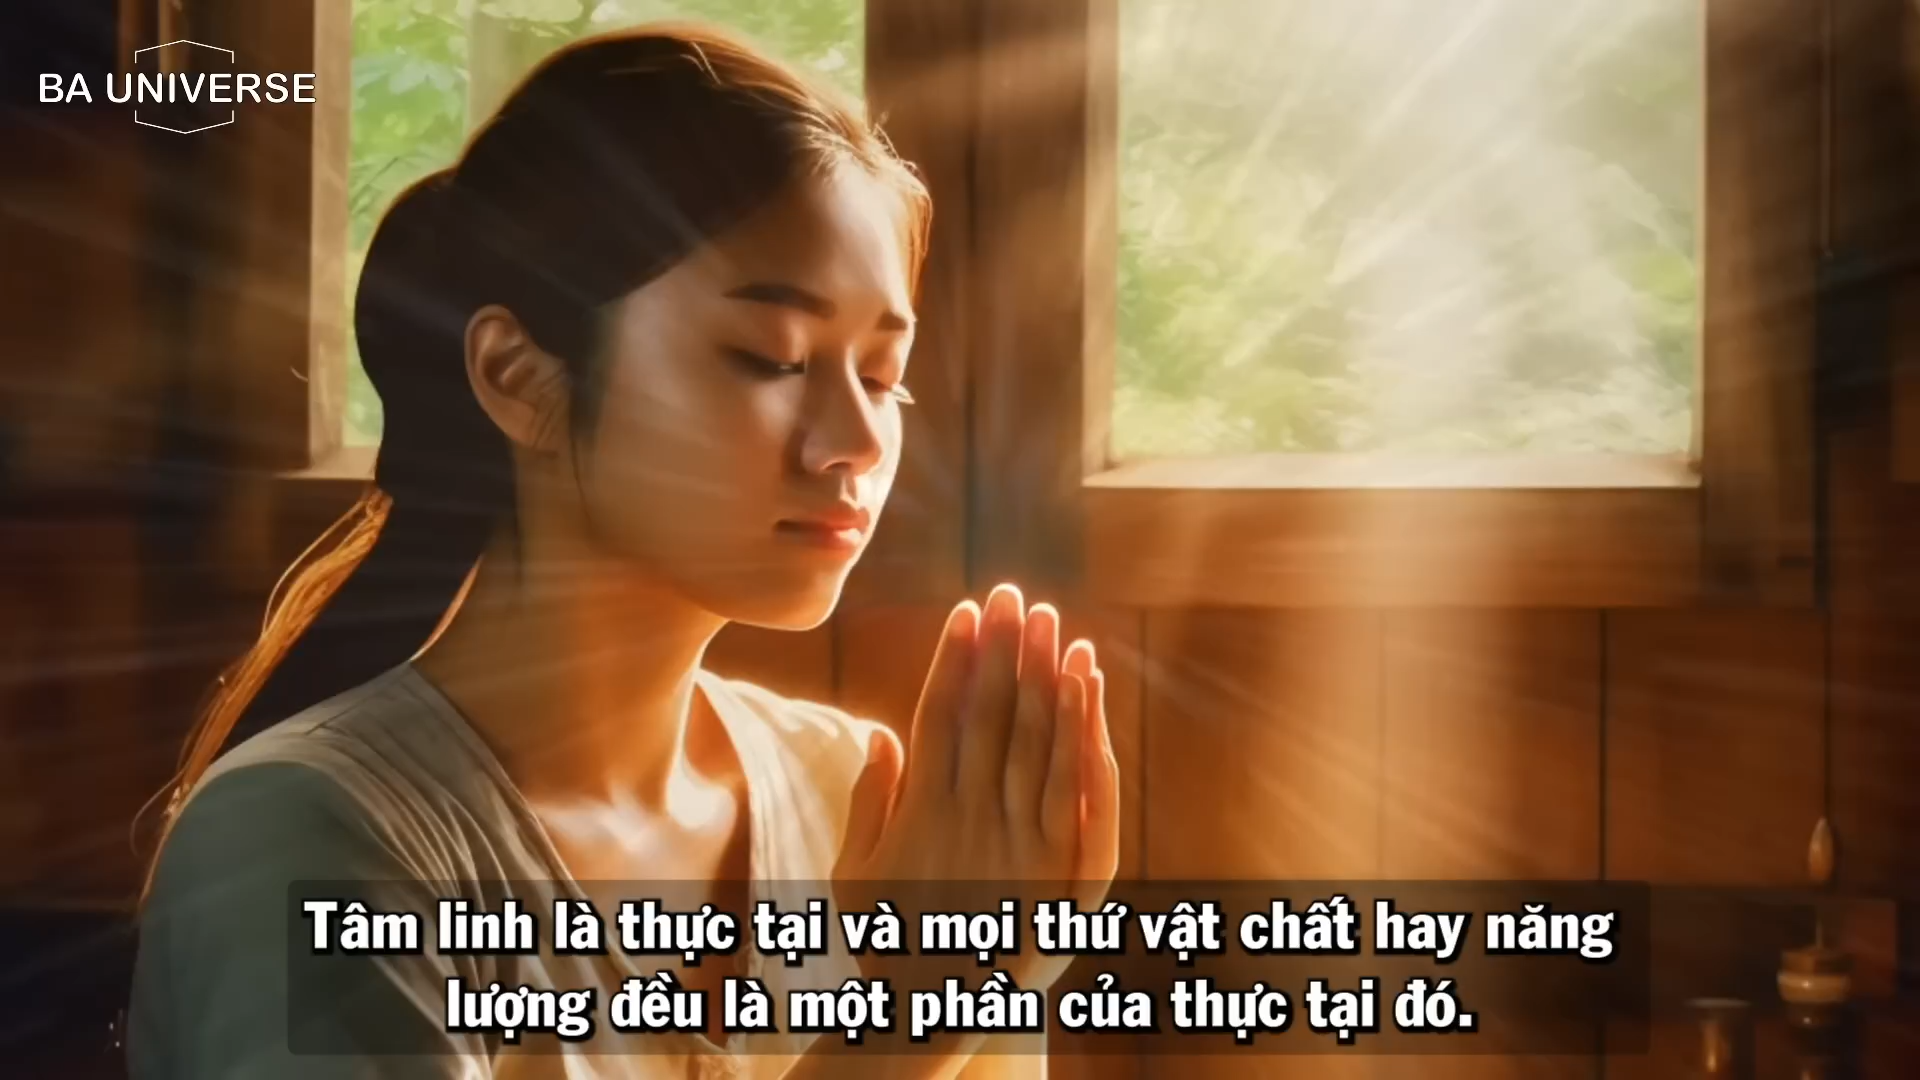 BA UNIVERSE
Tâm linh là thực tại và mọi thứ vật chất hay năng
lượng đều là một phần của thực tại đó.